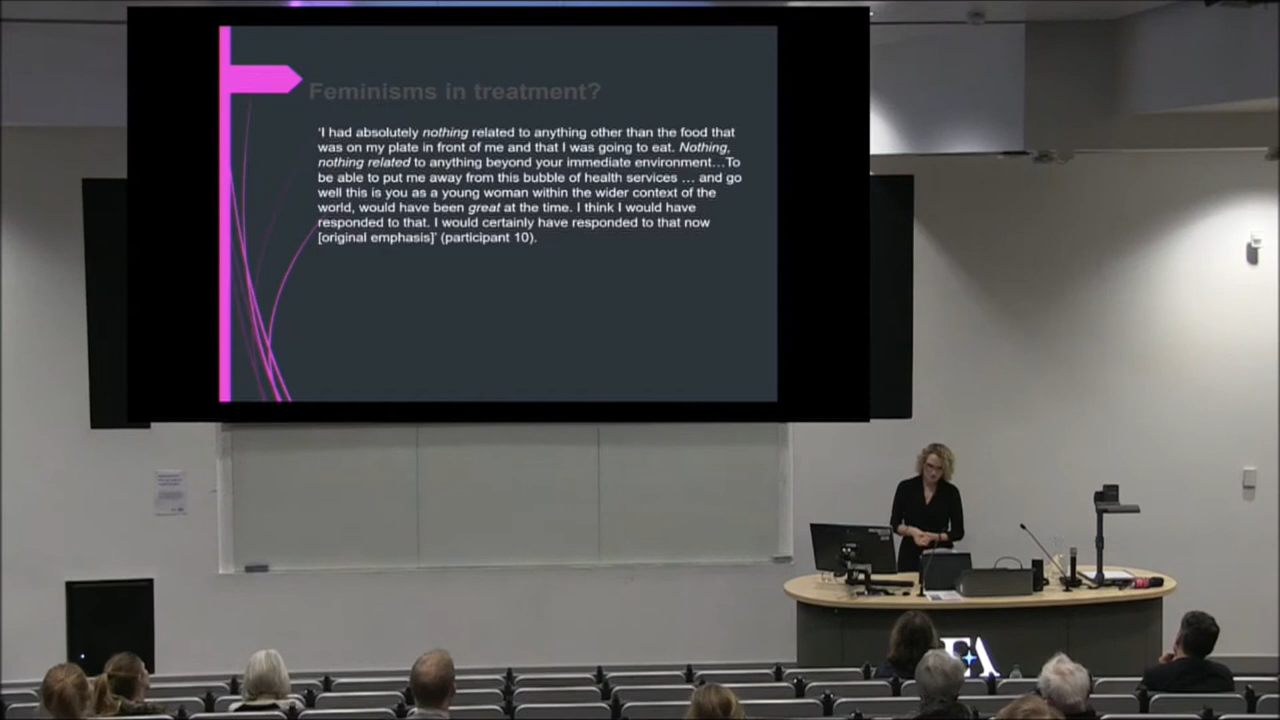 Feminisms in treatment?
'I had absolutely nothing related to anything other than the food that
was on my plate in front of me and that I was going to eat. Nothing,
nothing related to anything beyond your immediate environment…To
be able to put me away from this bubble of health services … and go
well this is you as a young woman within the wider context of the
world, would have been great at the time. I think I would have
responded to that. I would certainly have responded to that now
[original emphasis]' (participant 10).